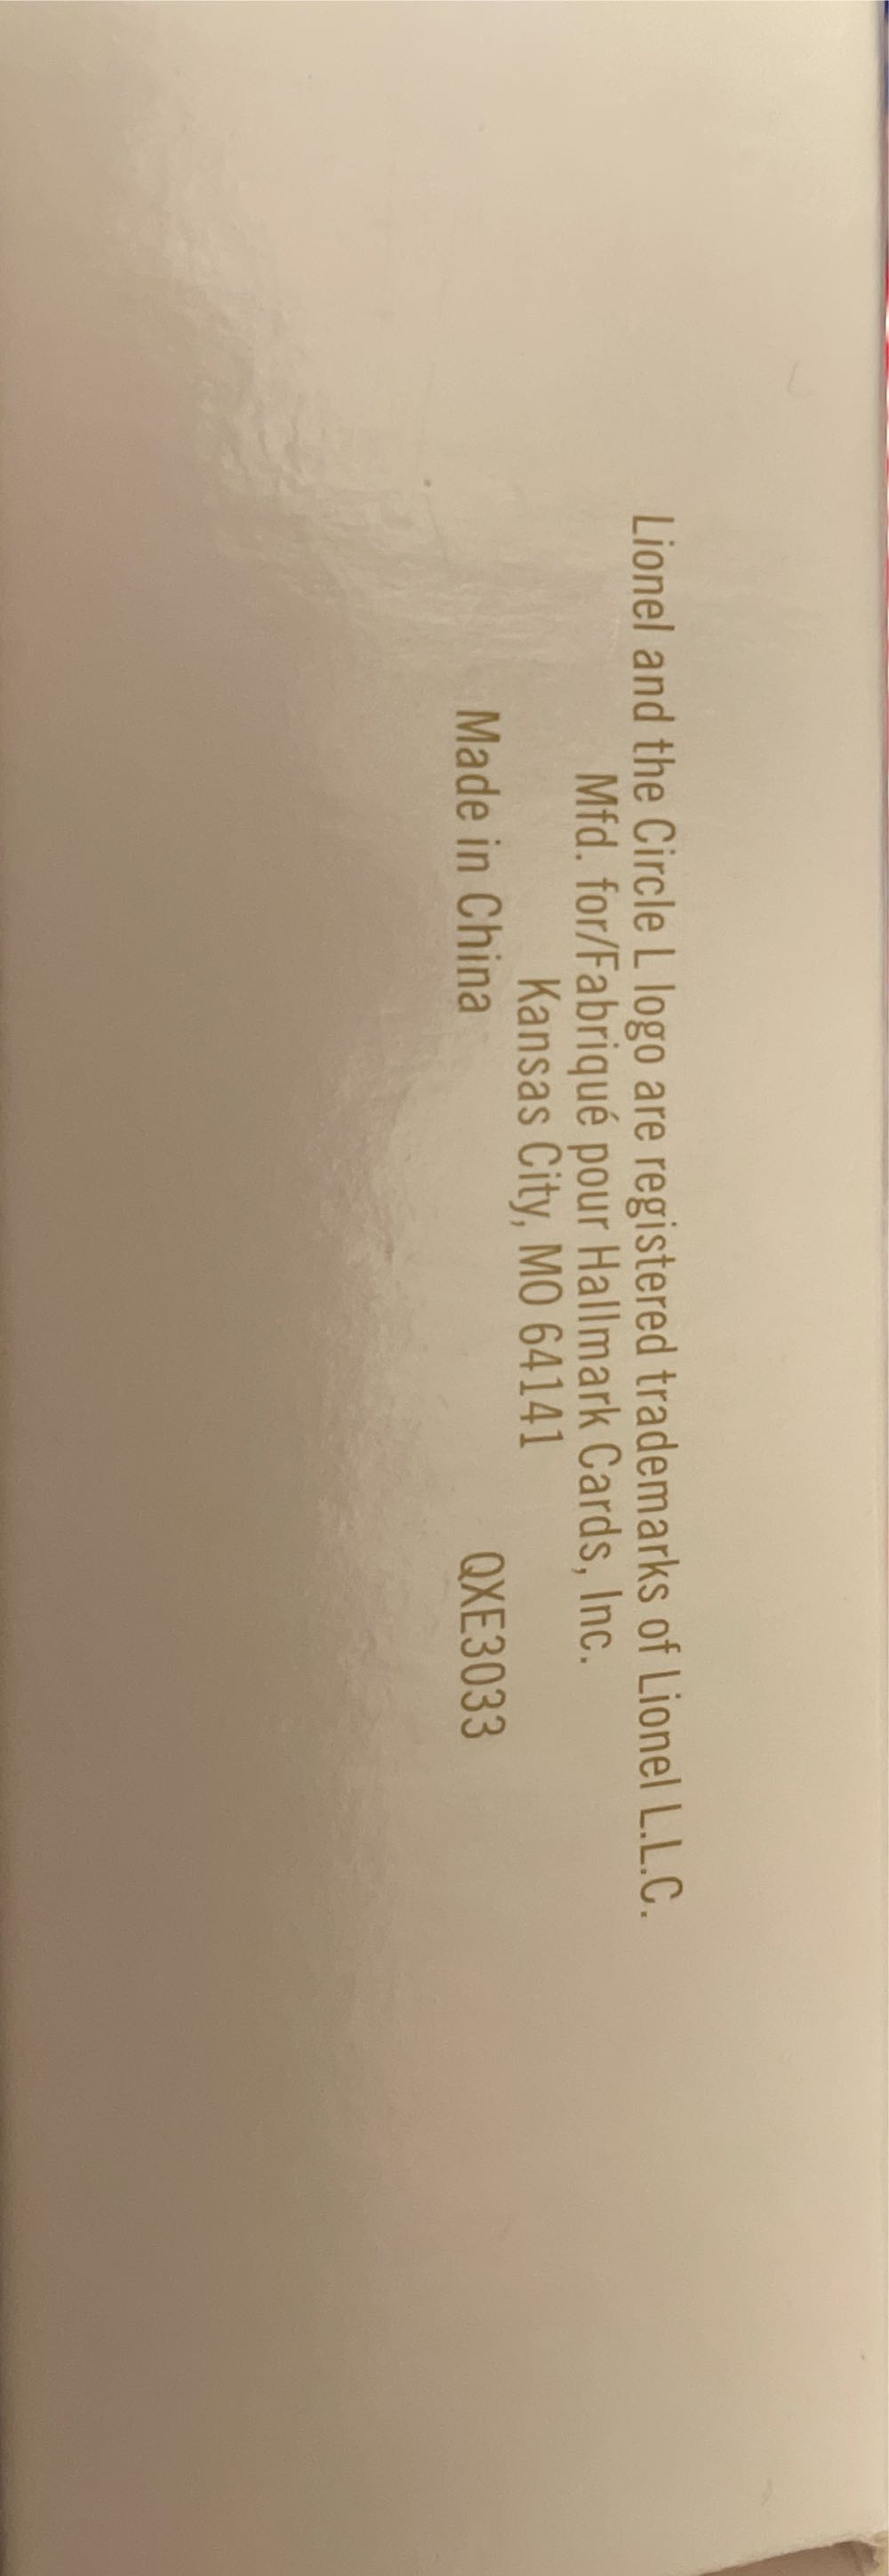 Lionel and the Circle L logo are registered trademarks of Lionel L.L.C.
Mfd. for/Fabriqué pour Hallmark Cards, Inc.
Kansas City, MO 64141
Made in China QXE3033